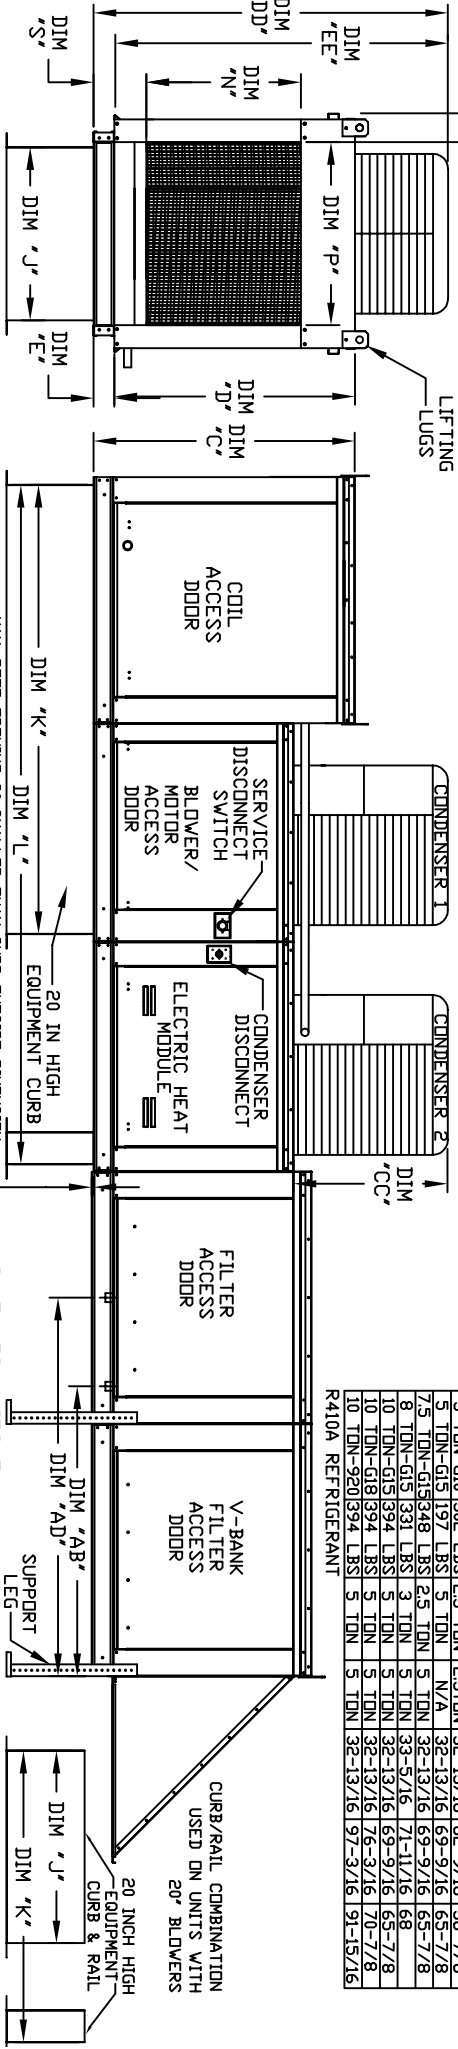 DIM "DD"
DIM "EE"
DIM "N"
DIM "S"
DIM "P"
DIM "J"
DIM "E"
LIFTING LUGS
DIM "D"
DIM "C"
COIL ACCESS DOOR
DIM "K"
DIM "L"
20 IN HIGH EQUIPMENT CURB
BLOWER/ MOTOR ACCESS DOOR
SERVICE DISCONNECT SWITCH
CONDENSER 1
CONDENSER 2
CONDENSER DISCONNECT
ELECTRIC HEAT MODULE
DIM "CC"
FILTER ACCESS DOOR
DIM "AB"
DIM "AD"
V-BANK FILTER ACCESS DOOR
SUPPORT LEG
5 TON-G15 197 LBS 5 TON N/A 32-13/16 69-9/16 65-7/8
7.5 TON-G15 348 LBS 2.5 TON 5 TON 32-13/16 69-9/16 65-7/8
8 TON-G15 331 LBS 3 TON 5 TON 33-5/16 71-11/16 68
10 TON-G15 394 LBS 5 TON 5 TON 32-13/16 69-9/16 65-7/8
10 TON-G18 394 LBS 5 TON 5 TON 32-13/16 76-3/16 70-7/8
10 TON-920 394 LBS 5 TON 5 TON 32-13/16 97-3/16 91-15/16
R410A REFRIGERANT
CURB/RAIL COMBINATION USED ON UNITS WITH 20" BLOWERS
20 INCH HIGH EQUIPMENT CURB & RAIL
DIM "J"
DIM "K"